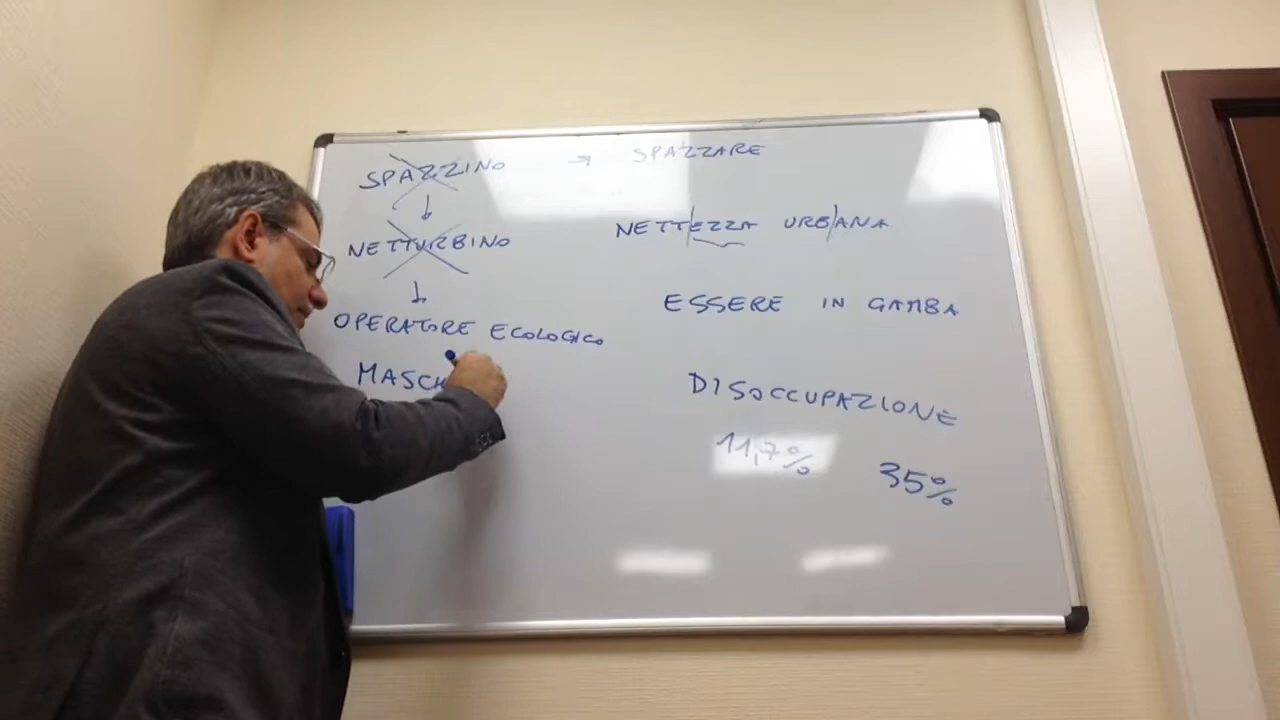 SPAZZINO → SPAZZARE
↓
NETTURBINO NETTEZZA URBANA
↓
OPERATORE ECOLOGICO ESSERE IN GAMBA
DISOCCUPAZIONE
11,7% 35%